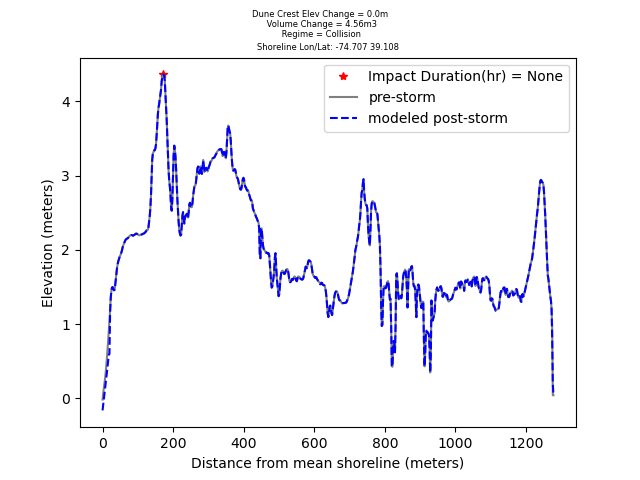 Dune Crest Elev Change = 0.0m
Volume Change = 4.56m3
Regime = Collision
Shoreline Lon/Lat: -74.707 39.108
Impact Duration(hr) = None
pre-storm
modeled post-storm
Elevation (meters)
4
3
2
1
0
0 200 400 600 800 1000 1200
Distance from mean shoreline (meters)